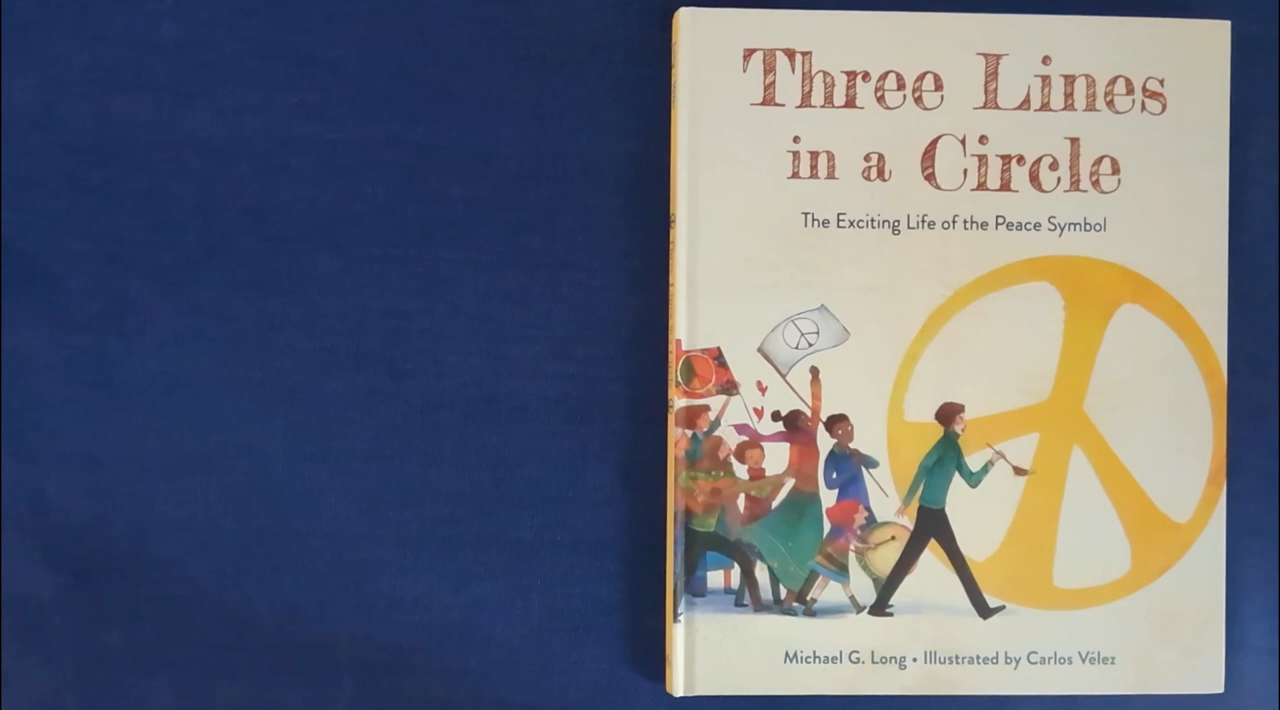 Three Lines
in a Circle
The Exciting Life of the Peace Symbol
Michael G. Long • Illustrated by Carlos Vélez